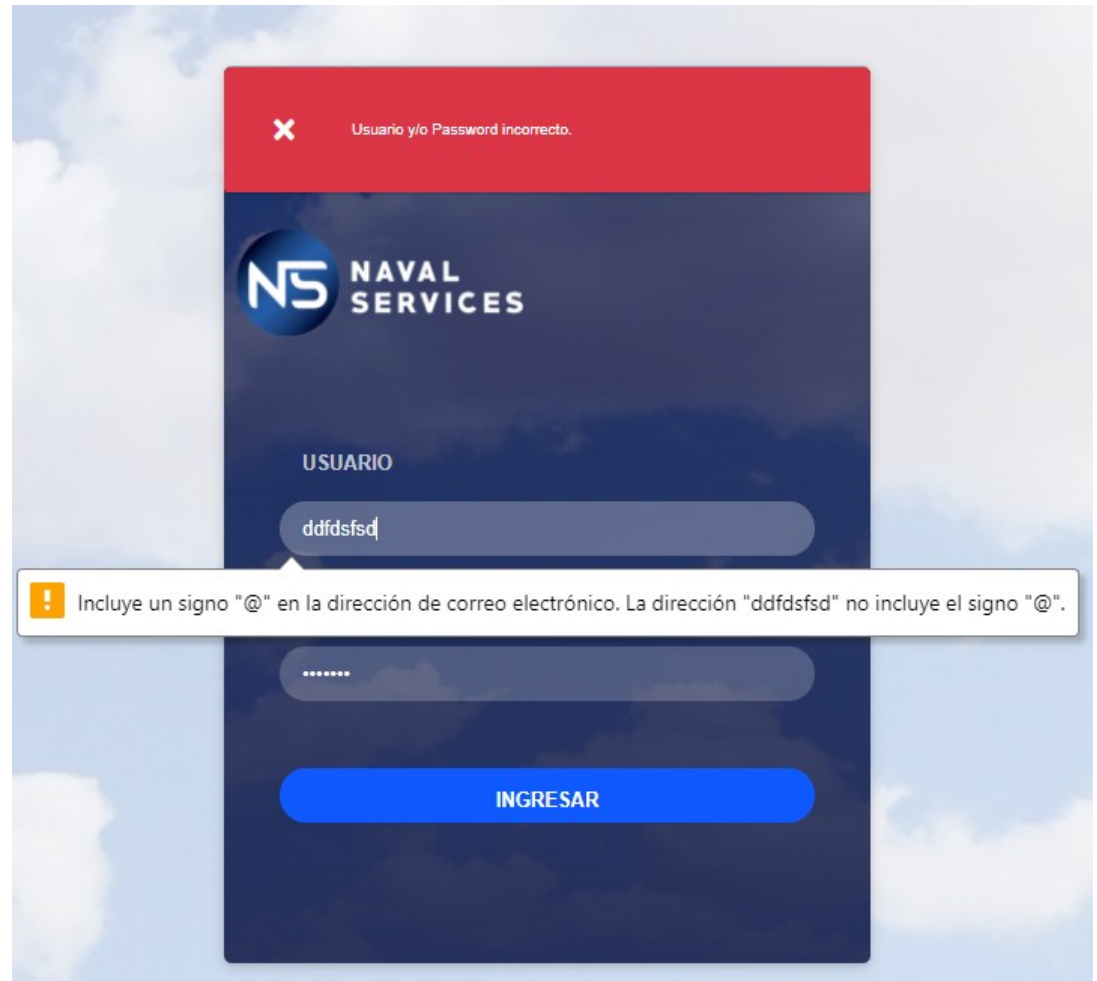 Usuario y/o Password incorrecto.
NS NAVAL
SERVICES
USUARIO
ddfdsfsd
Incluye un signo "@" en la dirección de correo electrónico. La dirección "ddfdsfsd" no incluye el signo "@".
•••••••
INGRESAR